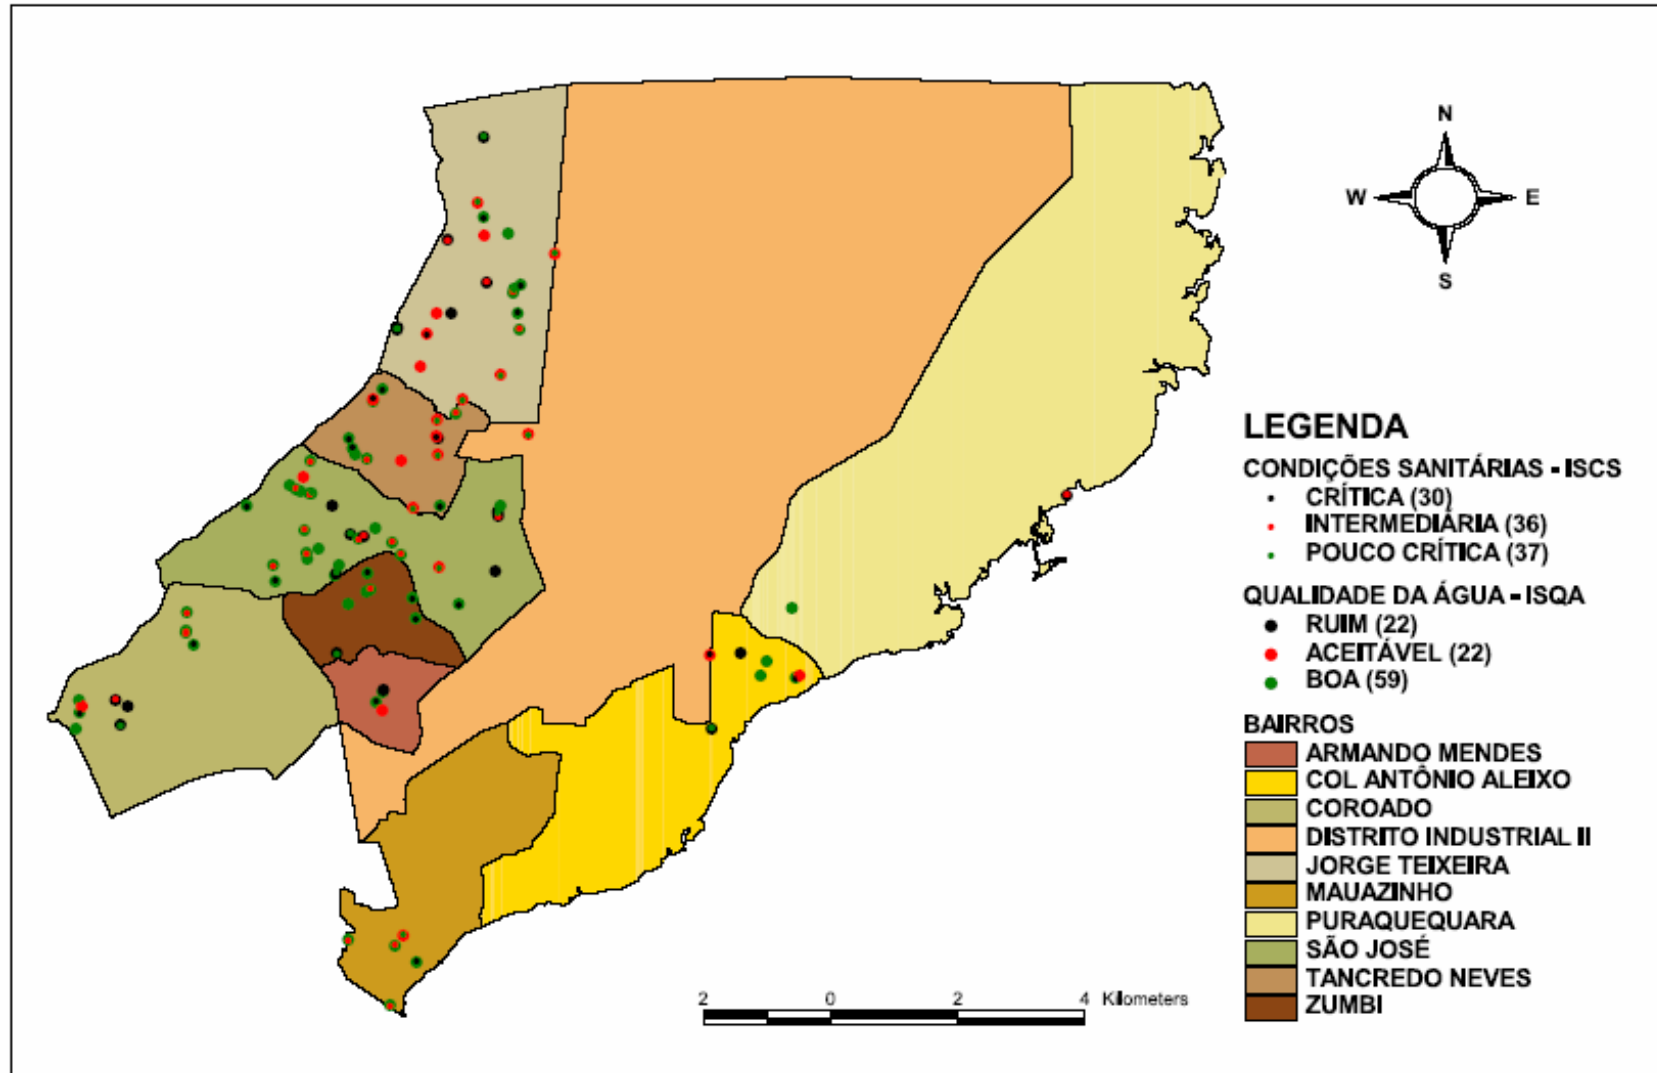 N
W E
S
LEGENDA
CONDIÇÕES SANITÁRIAS - ISCS
CRÍTICA (30)
INTERMEDIÁRIA (36)
POUCO CRÍTICA (37)
QUALIDADE DA ÁGUA - ISQA
RUIM (22)
ACEITÁVEL (22)
BOA (59)
BAIRROS
ARMANDO MENDES
COL ANTÔNIO ALEIXO
COROADO
DISTRITO INDUSTRIAL II
JORGE TEIXEIRA
MAUAZINHO
PURAQUEQUARA
SÃO JOSÉ
TANCREDO NEVES
ZUMBI
2 0 2 4 Kilometers